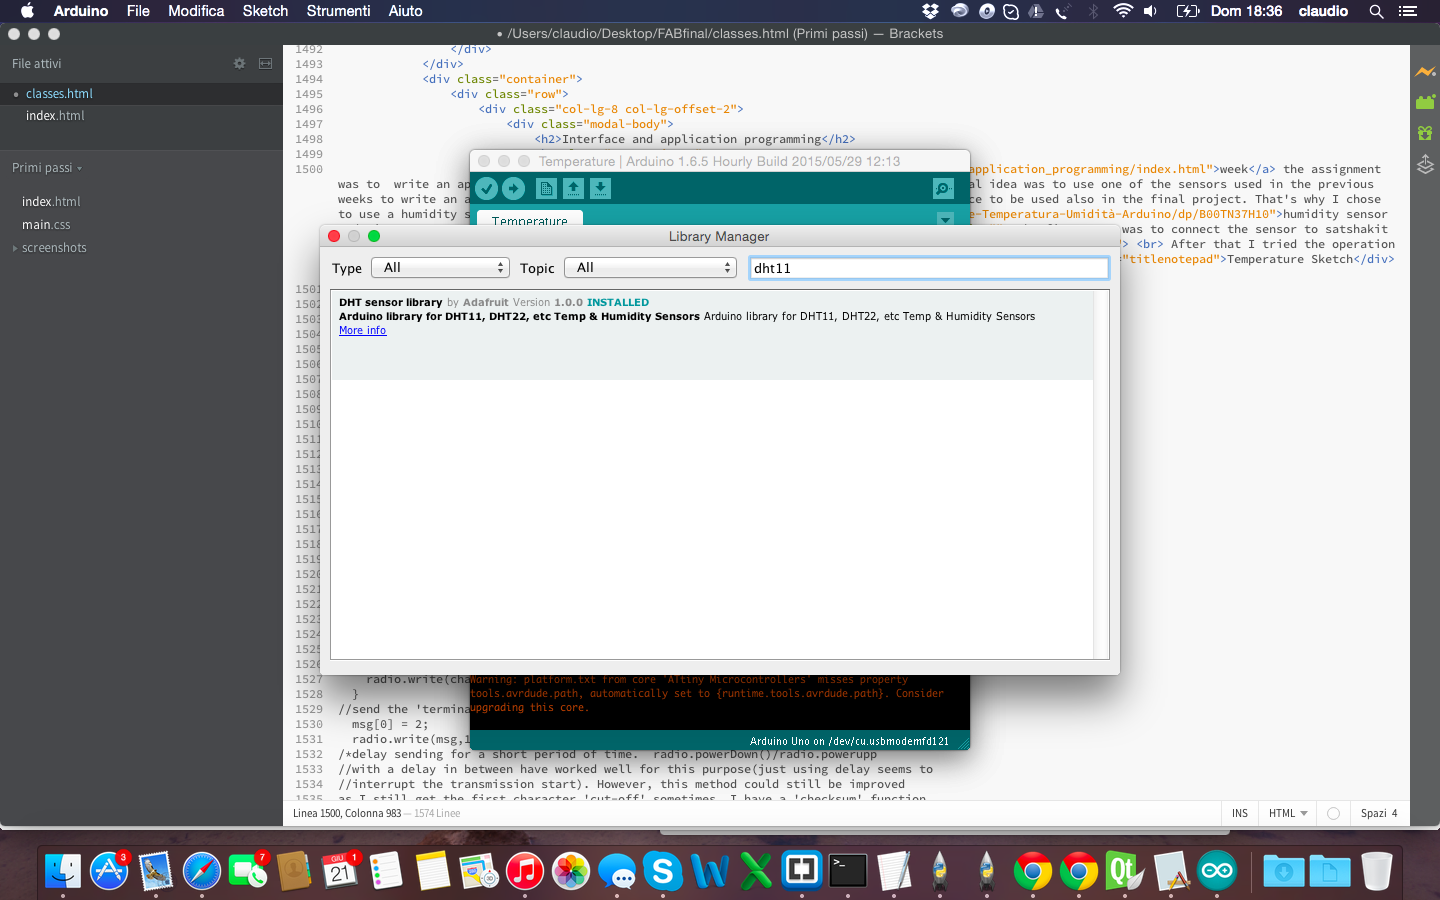 Arduino File Modifica Sketch Strumenti Aiuto Dom 18:36 claudio
• /Users/claudio/Desktop/FABfinal/classes.html (Primi passi) — Brackets
File attivi
• classes.html
index.html
Primi passi
index.html
main.css
screenshots
1492 </div>
1493 </div>
1494 <div class="container">
1495 <div class="row">
1496 <div class="col-lg-8 col-lg-offset-2">
1497 <div class="modal-body">
1498 <h2>Interface and application programming</h2>
1499
1500 application_programming/index.html">week</a> the assignment
was to write an ap l idea was to use one of the sensors used in the previous
weeks to write an a ce to be used also in the final project. That's why I chose
to use a humidity s e-Temperatura-Umidità-Arduino/dp/B00TN37H10">humidity sensor
was to connect the sensor to satshakit
"> <br> After that I tried the operation
="titlenotepad">Temperature Sketch</div>
Temperature | Arduino 1.6.5 Hourly Build 2015/05/29 12:13
Temperature
Library Manager
Type All Topic All dht11
DHT sensor library by Adafruit Version 1.0.0 INSTALLED
Arduino library for DHT11, DHT22, etc Temp & Humidity Sensors Arduino library for DHT11, DHT22, etc Temp & Humidity Sensors
More info
1501
1502
1503
1504
1505
1506
1507
1508
1509
1510
1511
1512
1513
1514
1515
1516
1517
1518
1519
1520
1521
1522
1523
1524
1525
1526
1527 radio.write(cha
1528 }
1529 //send the 'termina
1530 msg[0] = 2;
1531 radio.write(msg,1
1532 /*delay sending for a short period of time. radio.powerDown()/radio.powerupp
1533 //with a delay in between have worked well for this purpose(just using delay seems to
1534 //interrupt the transmission start). However, this method could still be improved
1535 as I still get the first character 'cut-off' sometimes. I have a 'checksum' function
Warning: platform.txt from core 'ATtiny Microcontrollers' misses property
tools.avrdude.path, automatically set to {runtime.tools.avrdude.path}. Consider
upgrading this core.
Arduino Uno on /dev/cu.usbmodemfd121
Linea 1500, Colonna 983 — 1574 Linee INS HTML Spazi 4
3
7
GIU
21
1